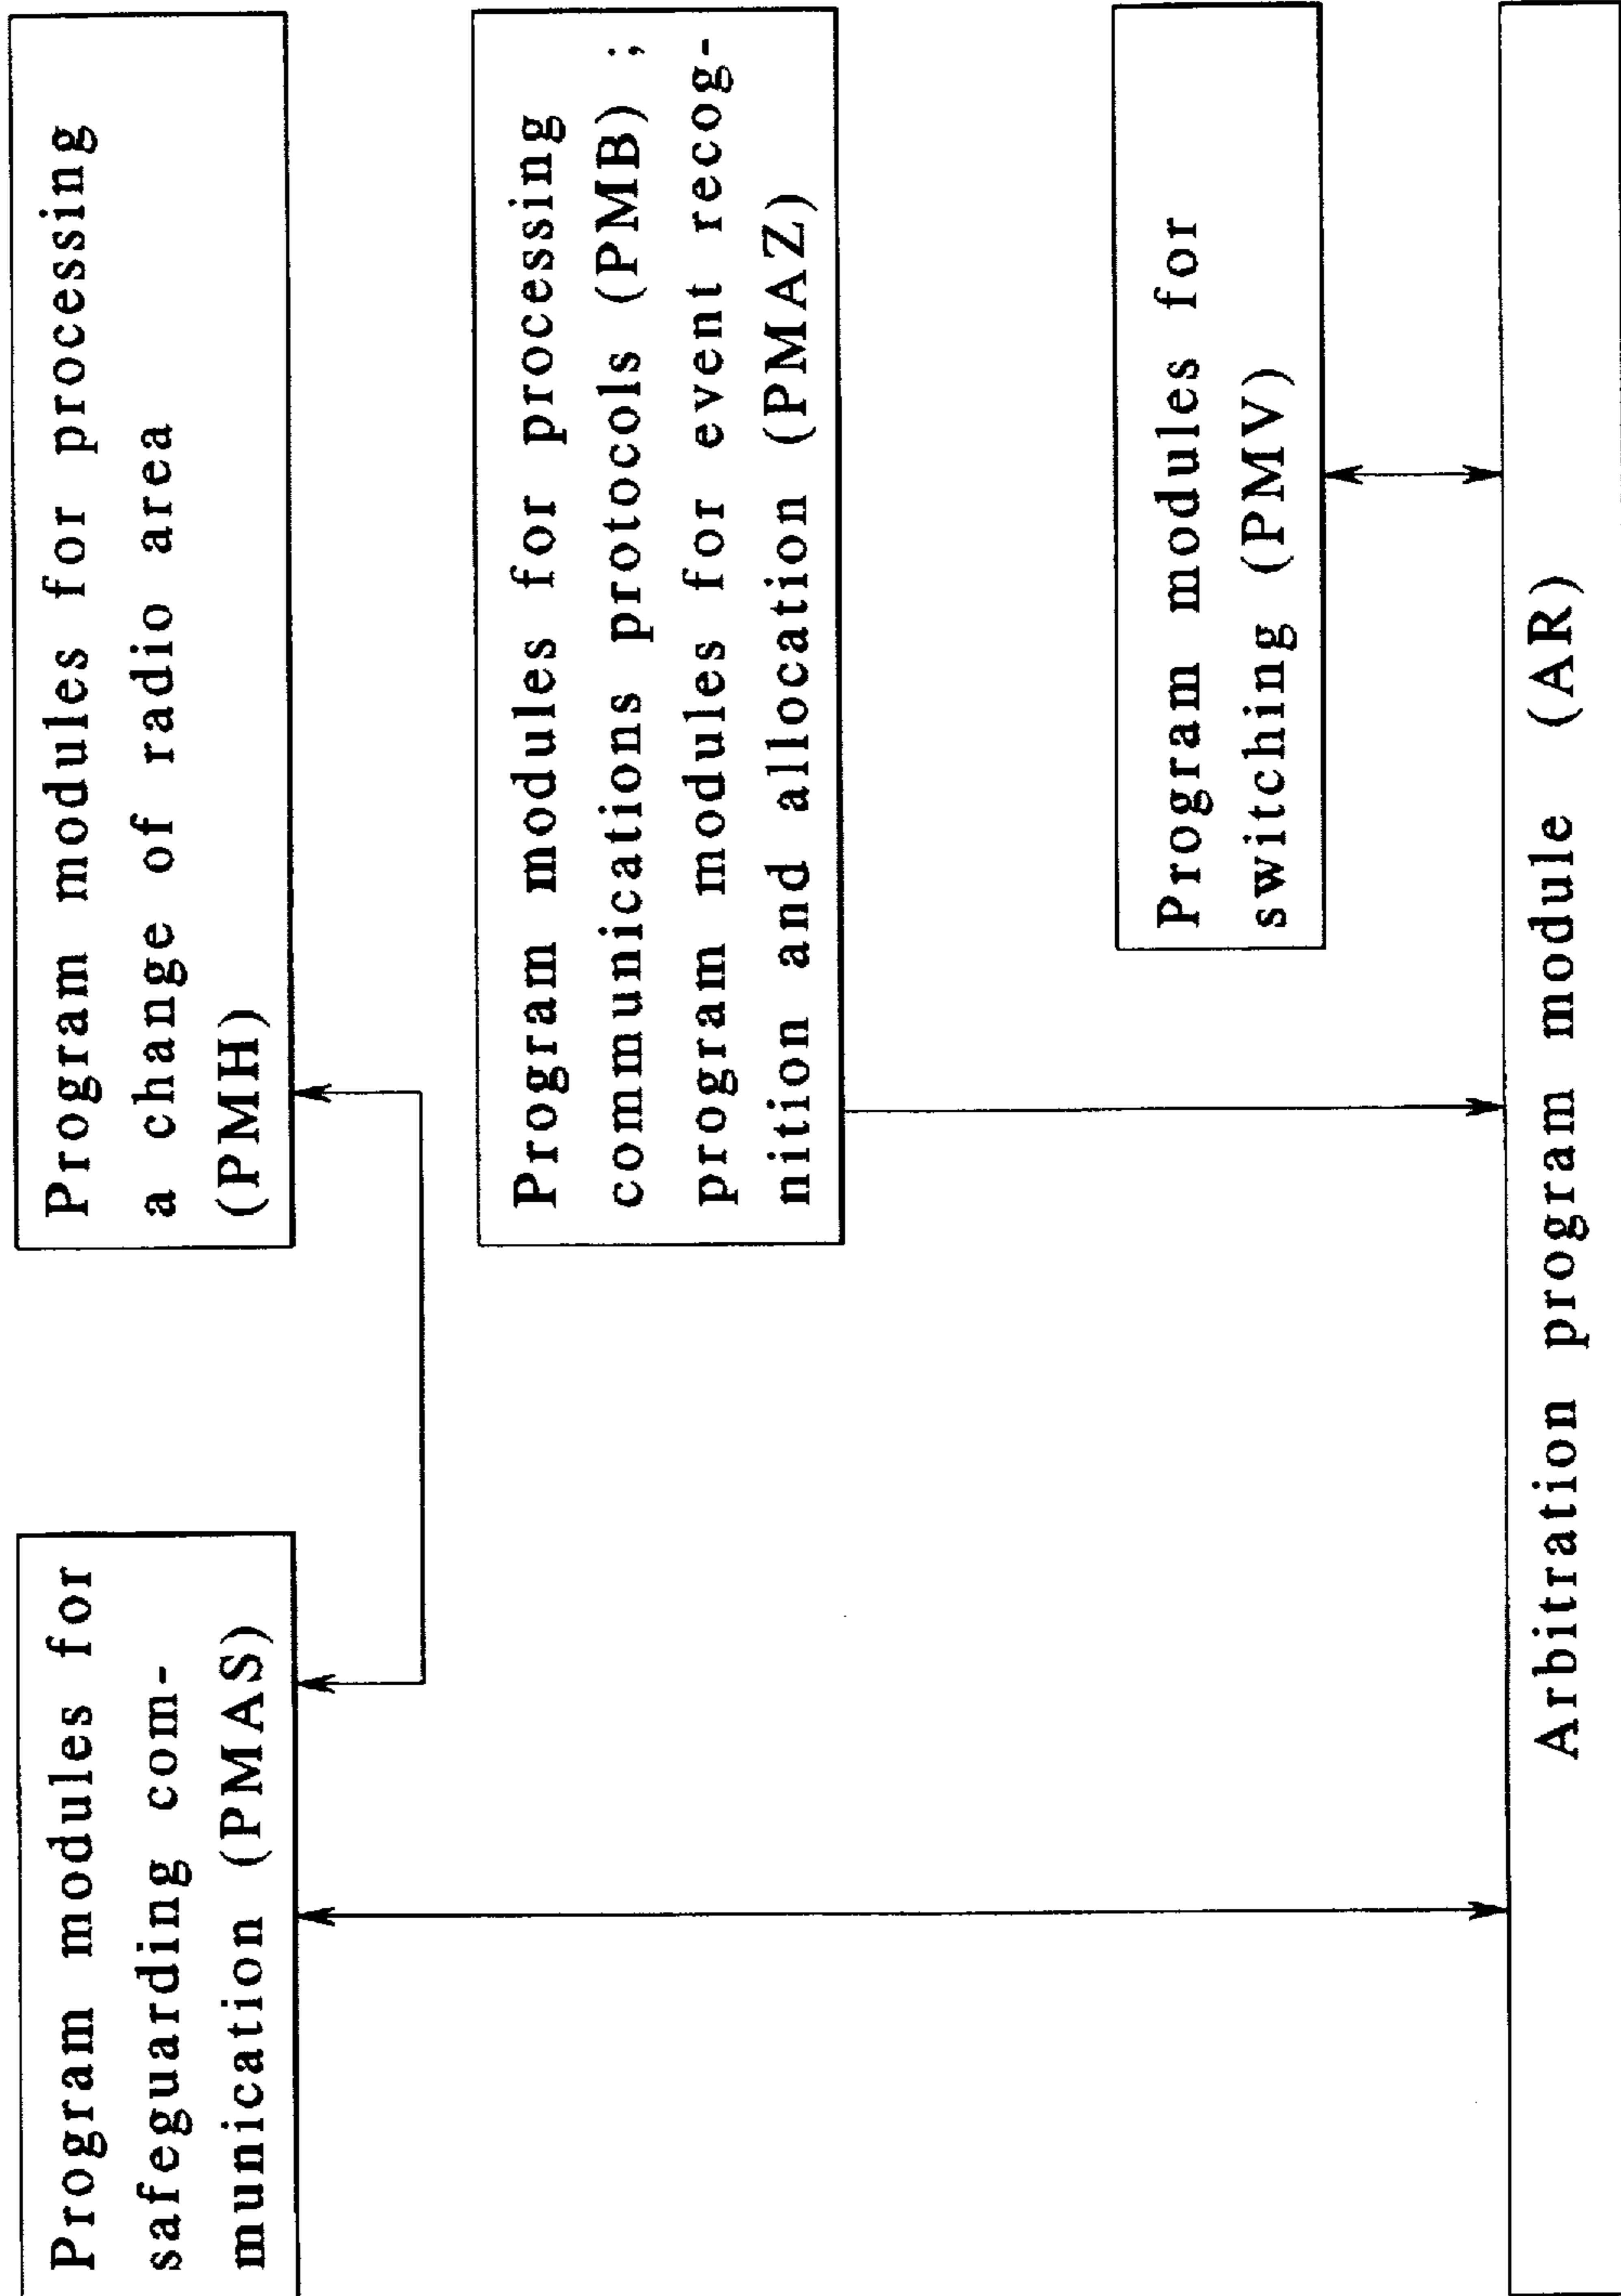 Program modules for
safeguarding com-
munication (PMAS)
Program modules for processing
a change of radio area
(PMH)
Program modules for processing
communications protocols (PMB) ;
program modules for event recog-
nition and allocation (PMAZ)
Program modules for
switching (PMV)
Arbitration program module (AR)